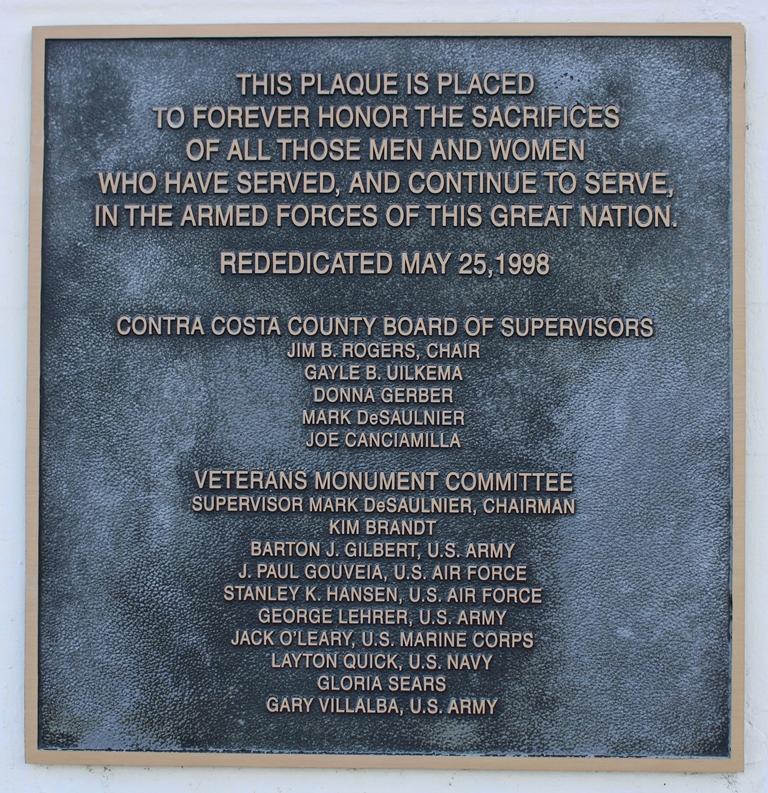 THIS PLAQUE IS PLACED
TO FOREVER HONOR THE SACRIFICES
OF ALL THOSE MEN AND WOMEN
WHO HAVE SERVED, AND CONTINUE TO SERVE,
IN THE ARMED FORCES OF THIS GREAT NATION.
REDEDICATED MAY 25,1998
CONTRA COSTA COUNTY BOARD OF SUPERVISORS
JIM B. ROGERS, CHAIR
GAYLE B. UILKEMA
DONNA GERBER
MARK DeSAULNIER
JOE CANCIAMILLA
VETERANS MONUMENT COMMITTEE
SUPERVISOR MARK DeSAULNIER, CHAIRMAN
KIM BRANDT
BARTON J. GILBERT, U.S. ARMY
J. PAUL GOUVEIA, U.S. AIR FORCE
STANLEY K. HANSEN, U.S. AIR FORCE
GEORGE LEHRER, U.S. ARMY
JACK O'LEARY, U.S. MARINE CORPS
LAYTON QUICK, U.S. NAVY
GLORIA SEARS
GARY VILLALBA, U.S. ARMY